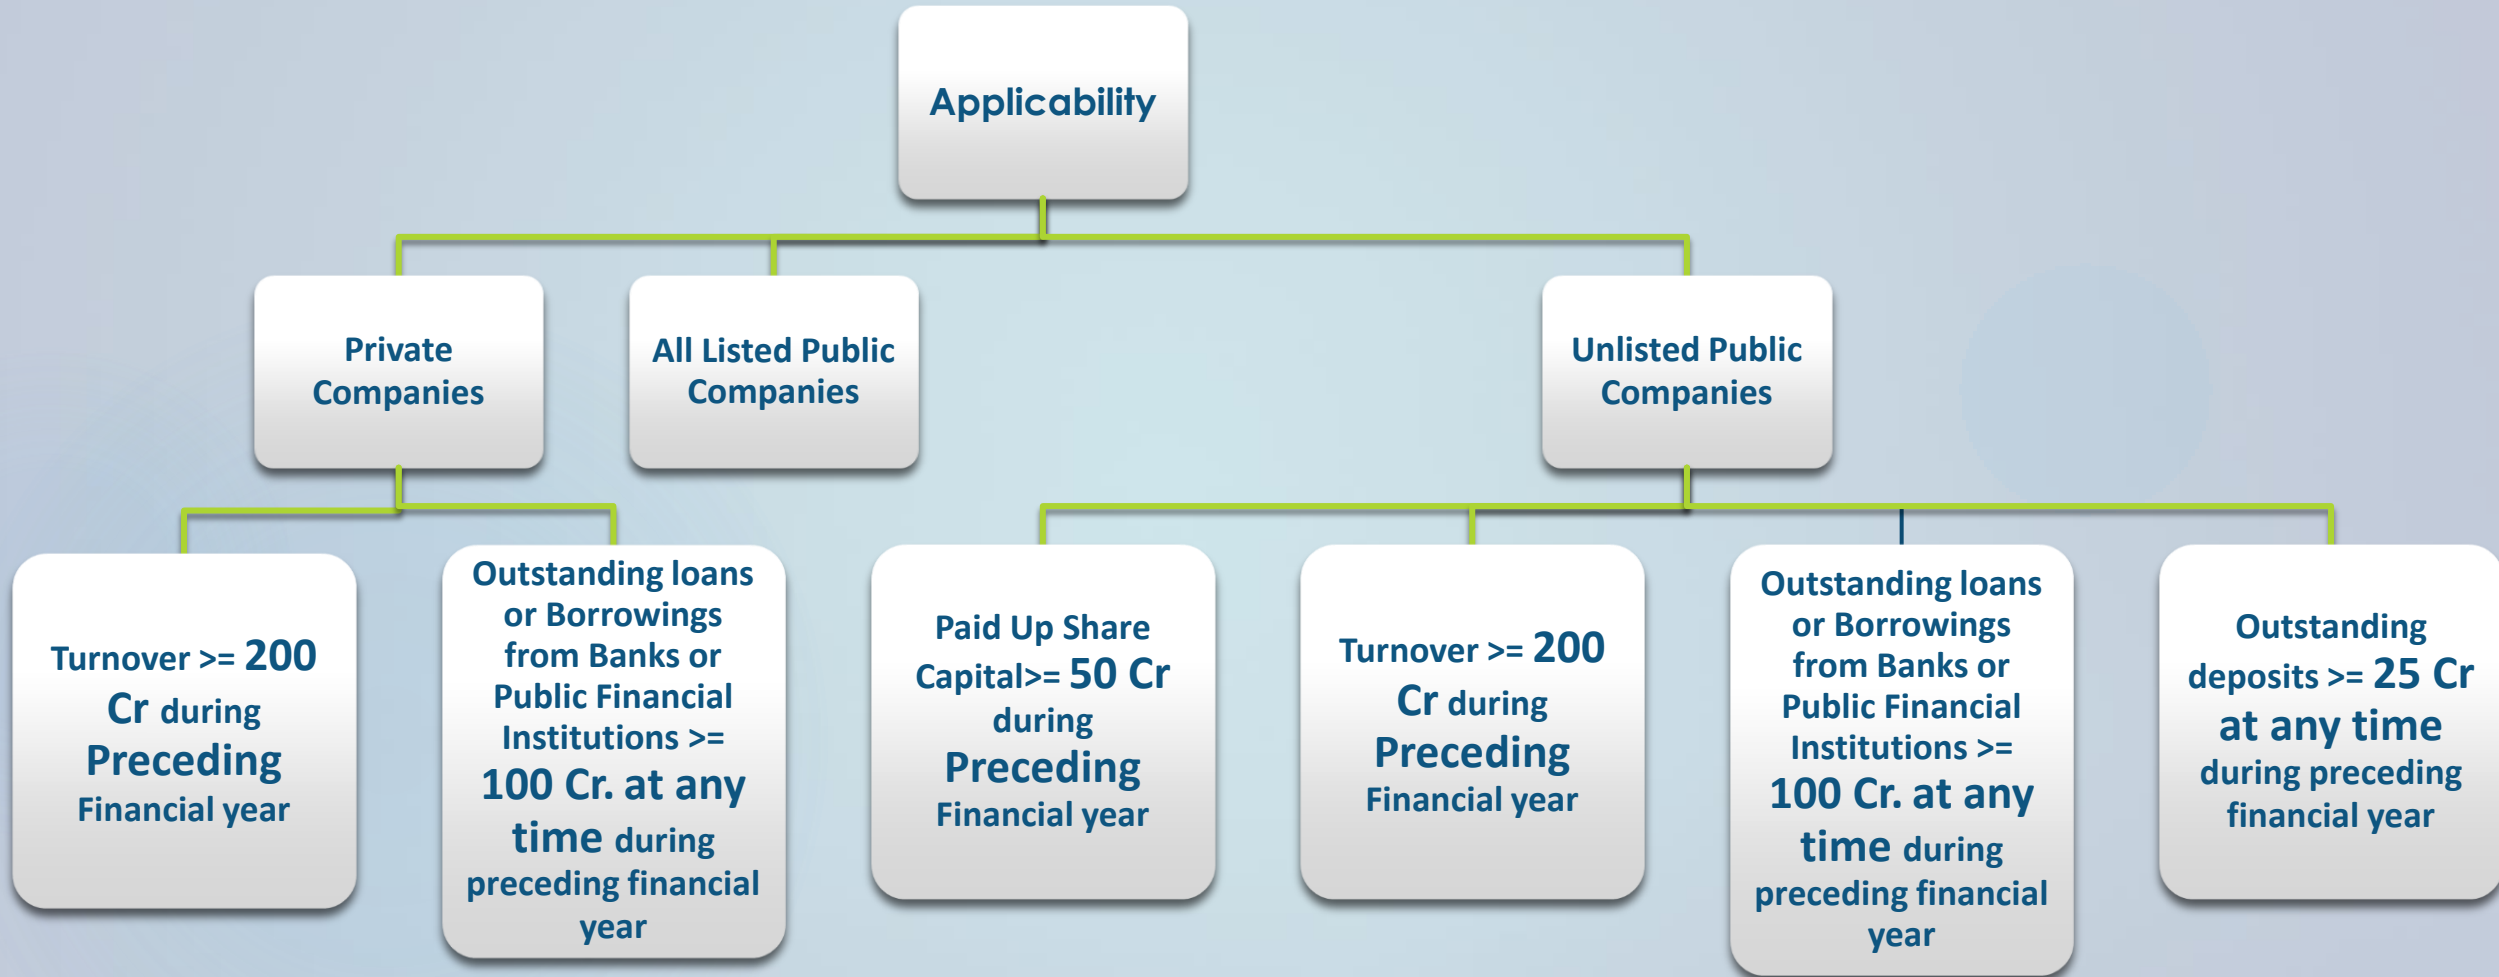 Applicability
Private
Companies
All Listed Public
Companies
Unlisted Public
Companies
Turnover >= 200
Cr during
Preceding
Financial year
Outstanding loans
or Borrowings
from Banks or
Public Financial
Institutions >=
100 Cr. at any
time during
preceding financial
year
Paid Up Share
Capital>= 50 Cr
during
Preceding
Financial year
Turnover >= 200
Cr during
Preceding
Financial year
Outstanding loans
or Borrowings
from Banks or
Public Financial
Institutions >=
100 Cr. at any
time during
preceding financial
year
Outstanding
deposits >= 25 Cr
at any time
during preceding
financial year